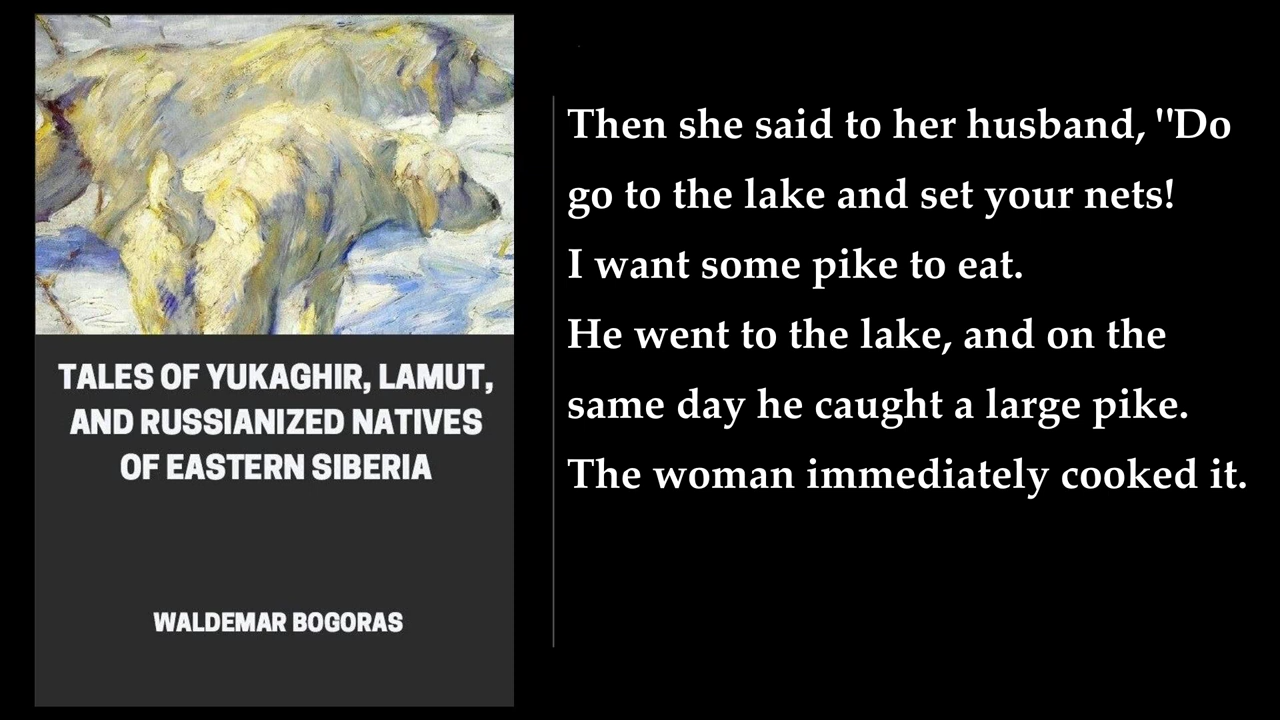 TALES OF YUKAGHIR, LAMUT,
AND RUSSIANIZED NATIVES
OF EASTERN SIBERIA
WALDEMAR BOGORAS
Then she said to her husband, "Do
go to the lake and set your nets!
I want some pike to eat.
He went to the lake, and on the
same day he caught a large pike.
The woman immediately cooked it.